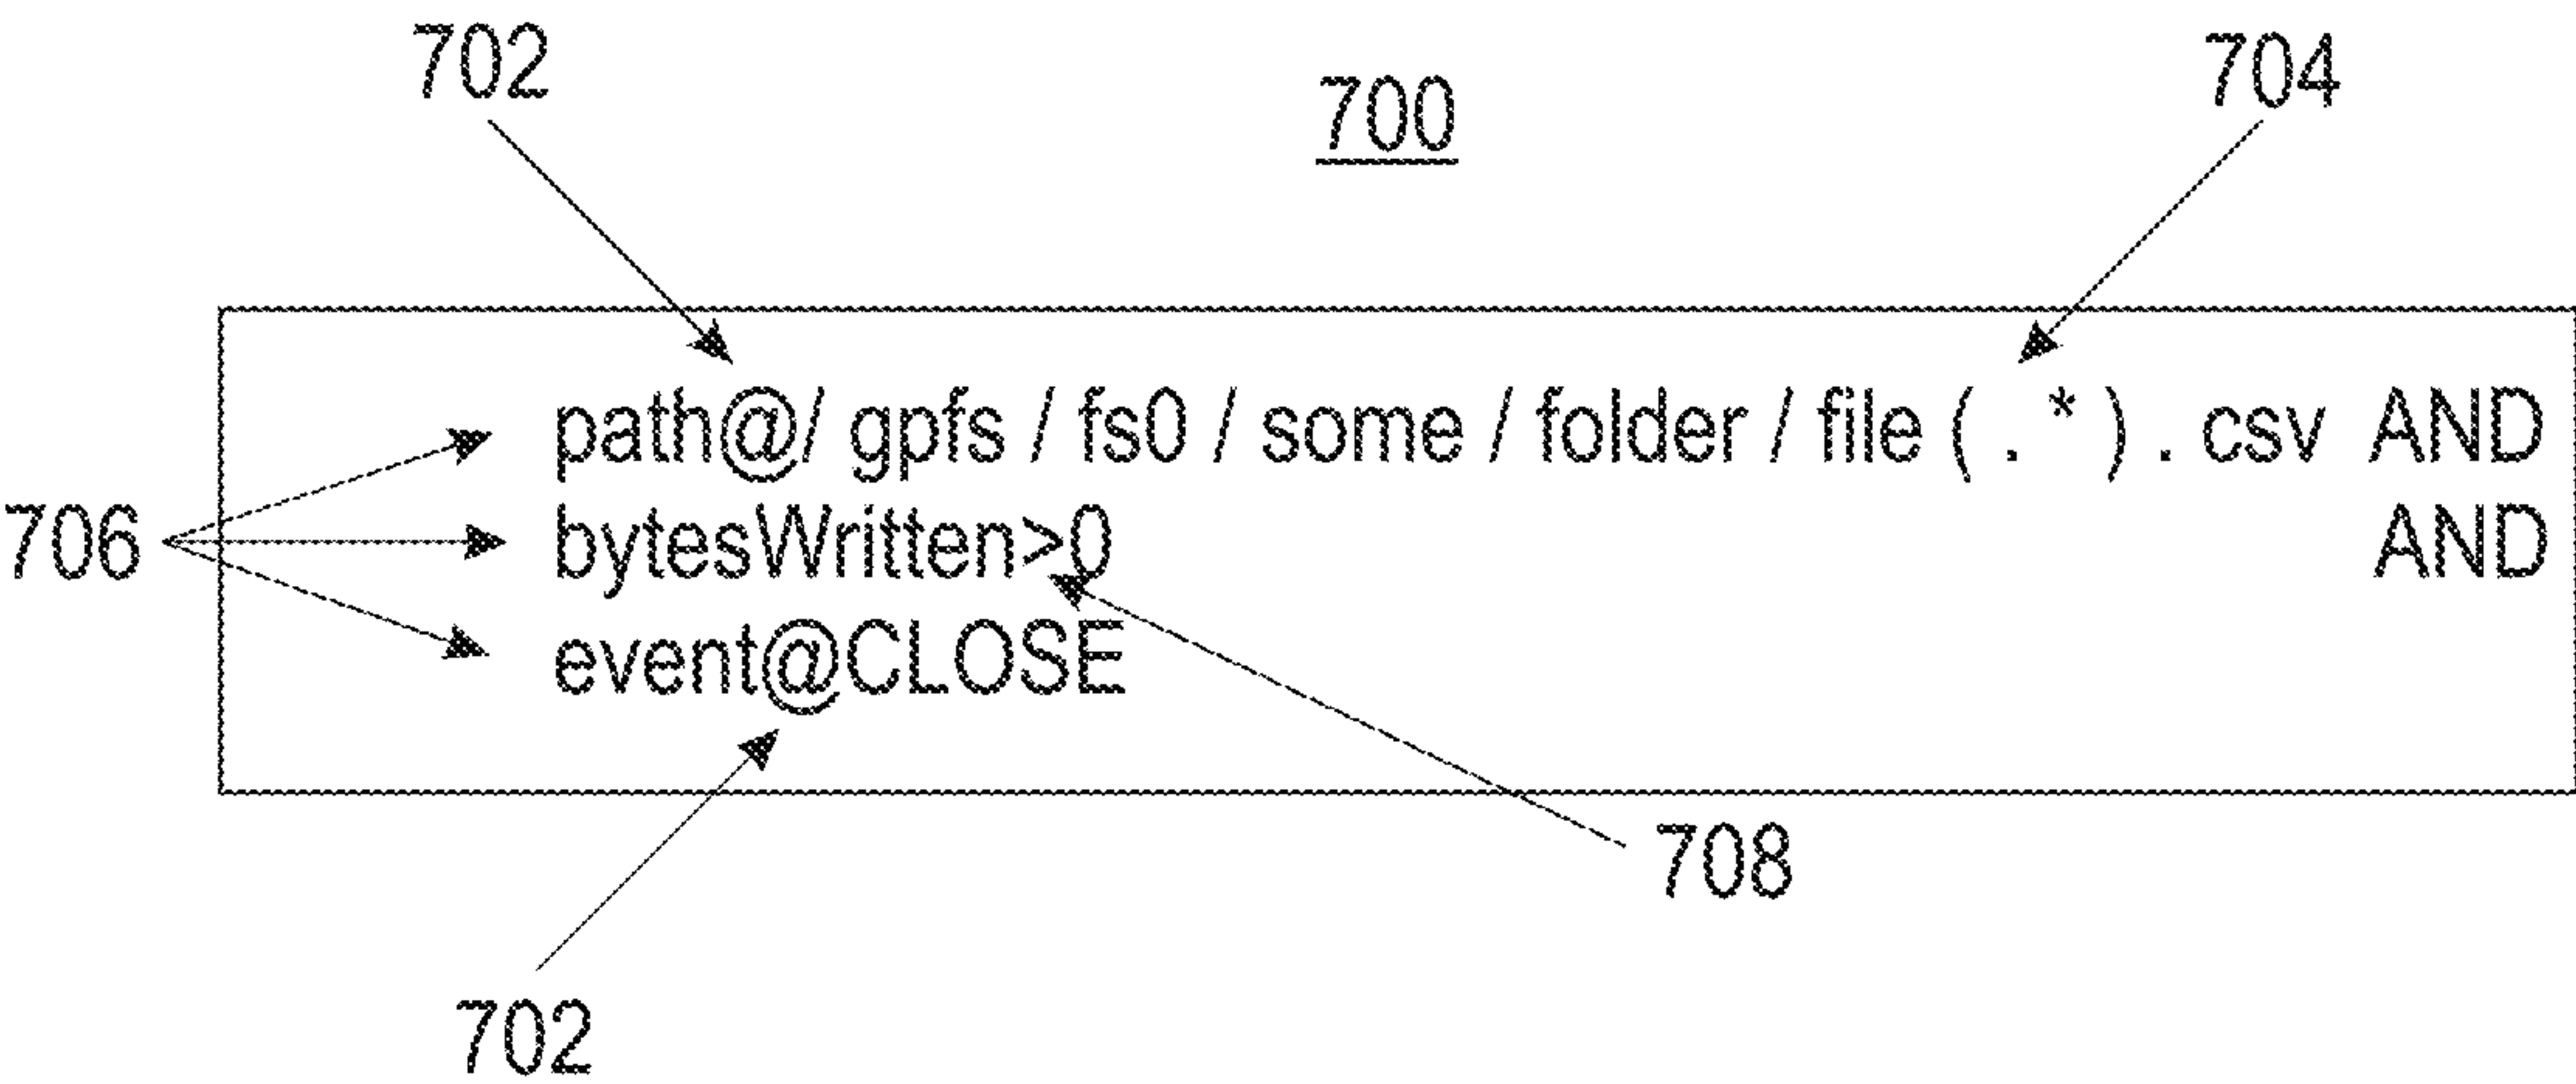 702
700
704
path@/ gpfs / fs0 / some / folder / file ( . * ) . csv AND
706
bytesWritten>0 AND
event@CLOSE
708
702